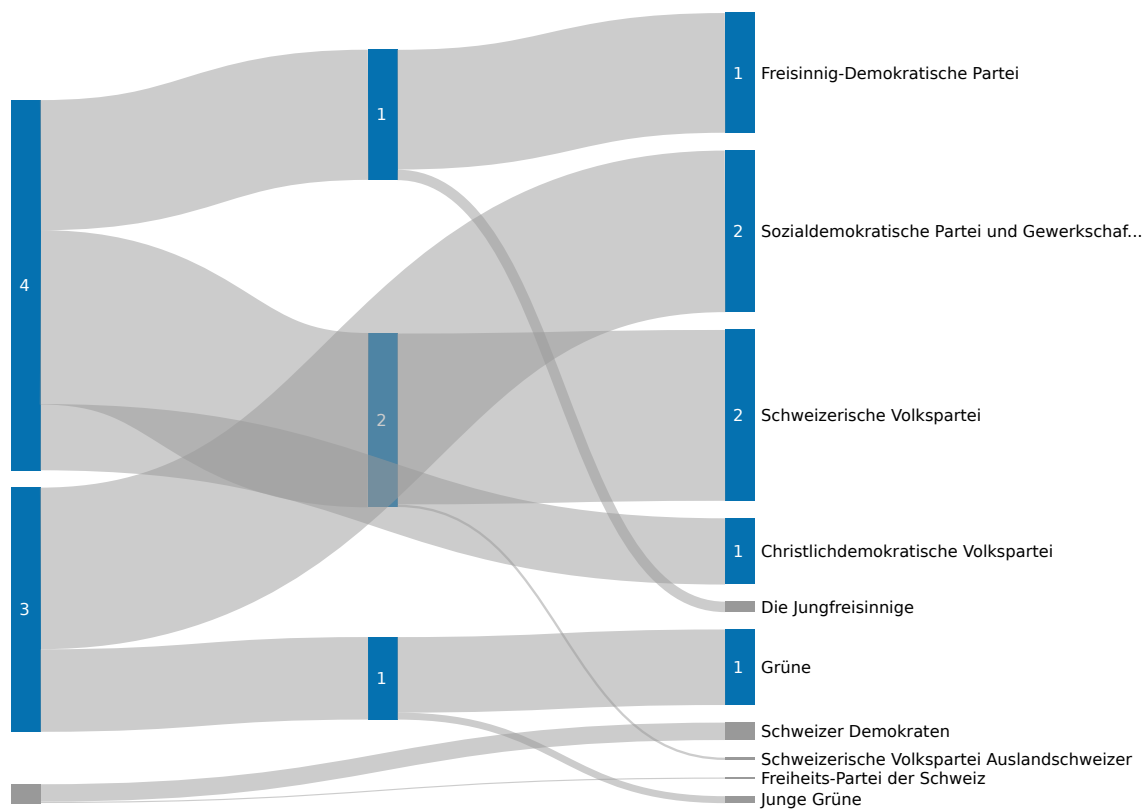 1 Freisinnig-Demokratische Partei
1
2 Sozialdemokratische Partei und Gewerkschaf...
4
2 Schweizerische Volkspartei
2
1 Christlichdemokratische Volkspartei
Die Jungfreisinnige
3
1 Grüne
1
Schweizer Demokraten
Schweizerische Volkspartei Auslandschweizer
Freiheits-Partei der Schweiz
Junge Grüne